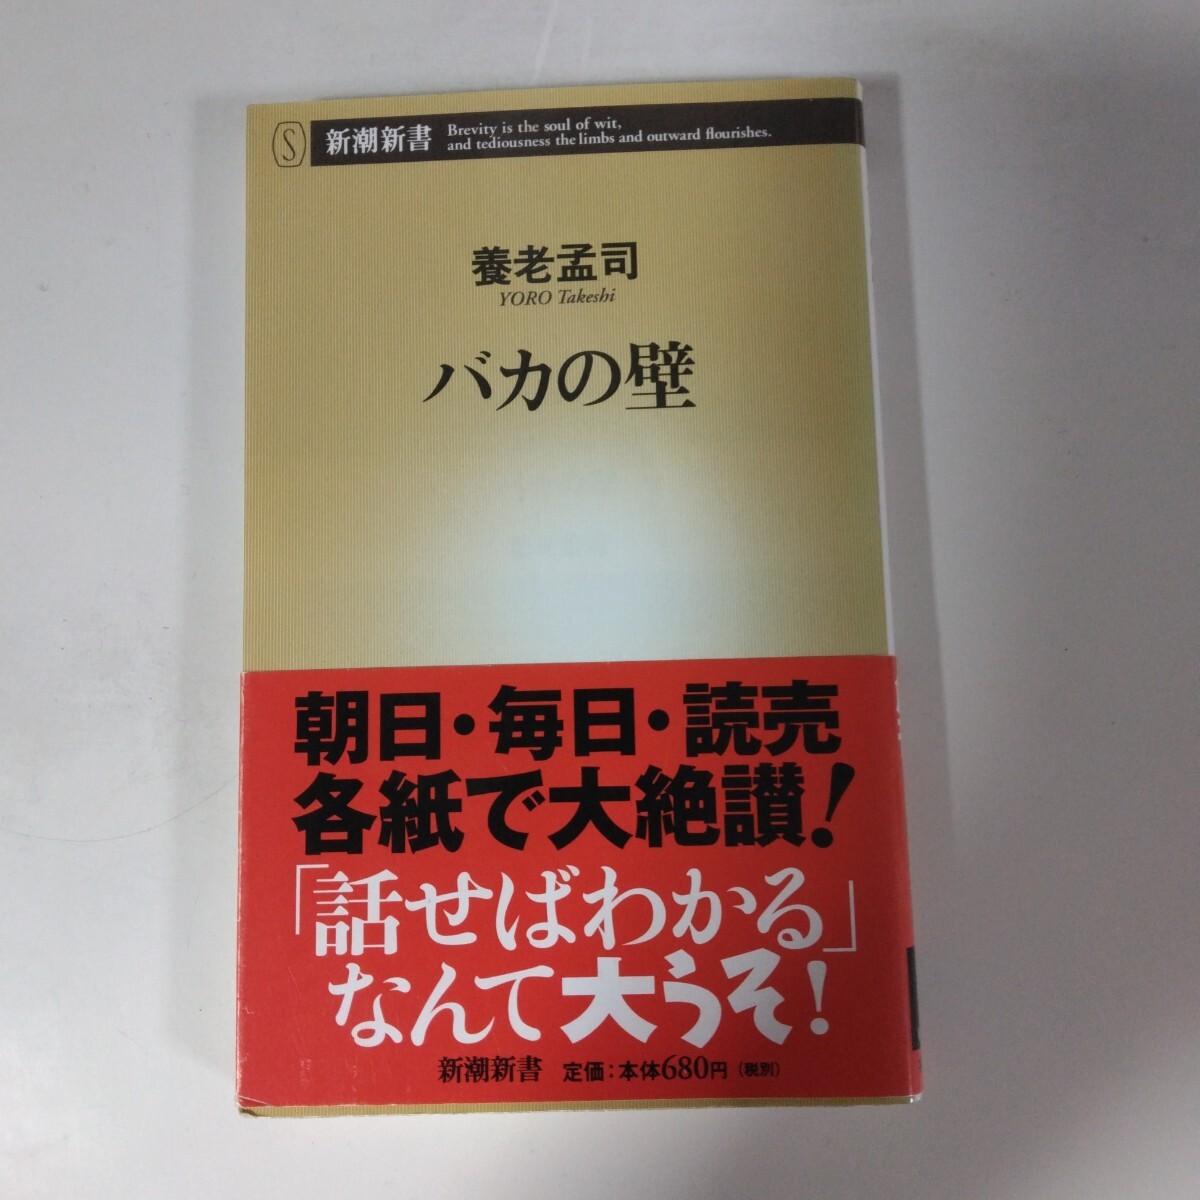 S
新潮新書
Brevity is the soul of wit,
and tediousness the limbs and outward flourishes.
養老孟司
YORO Takeshi
バカの壁
朝日・毎日・読売
各紙で大絶讃!
「話せばわかる」
なんて大うそ!
新潮新書 定価:本体680円(税別)